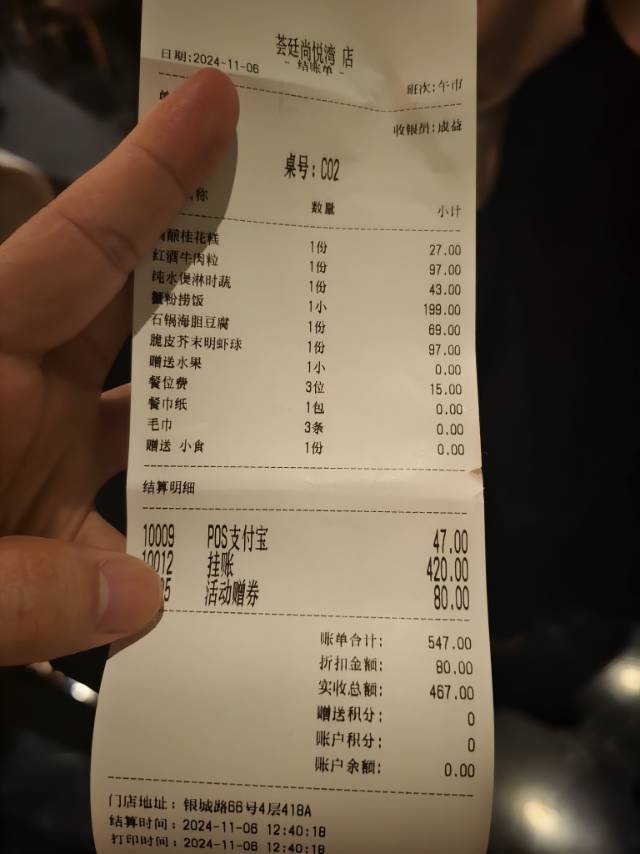 荟廷尚悦湾 店
- 结账单 -
日期:2024-11-06 班次:午市
收银员:成益
桌号:C02
称 数量 小计
酿桂花糕 1份 27.00
红酒牛肉粒 1份 97.00
纯水煲淋时蔬 1份 43.00
蟹粉捞饭 1小 199.00
石锅海胆豆腐 1份 69.00
脆皮芥末明虾球 1份 97.00
赠送水果 1小 0.00
餐位费 3位 15.00
餐巾纸 1包 0.00
毛巾 3条 0.00
赠送 小食 1份 0.00
结算明细
10009 POS支付宝 47.00
10012 挂账 420.00
5 活动赠券 80.00
账单合计: 547.00
折扣金额: 80.00
实收总额: 467.00
赠送积分: 0
账户积分: 0
账户余额: 0.00
门店地址: 银城路66号4层418A
结算时间: 2024-11-06 12:40:18
打印时间: 2024-11-06 12:40:18